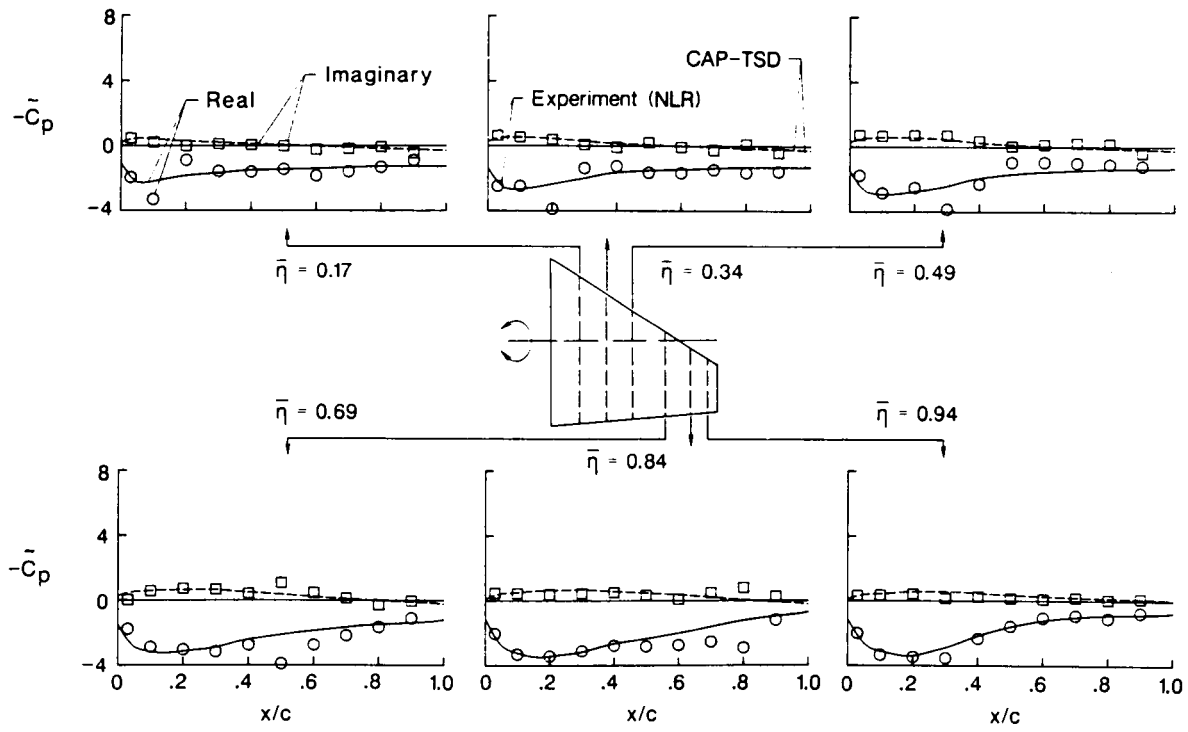 8
4
0
-4
-C̃p
Real
Imaginary
Experiment (NLR)
CAP-TSD
η̄ = 0.17
η̄ = 0.34
η̄ = 0.49
η̄ = 0.69
η̄ = 0.84
η̄ = 0.94
8
4
0
-4
-C̃p
0 .2 .4 .6 .8 1.0
x/c
0 .2 .4 .6 .8 1.0
x/c
0 .2 .4 .6 .8 1.0
x/c